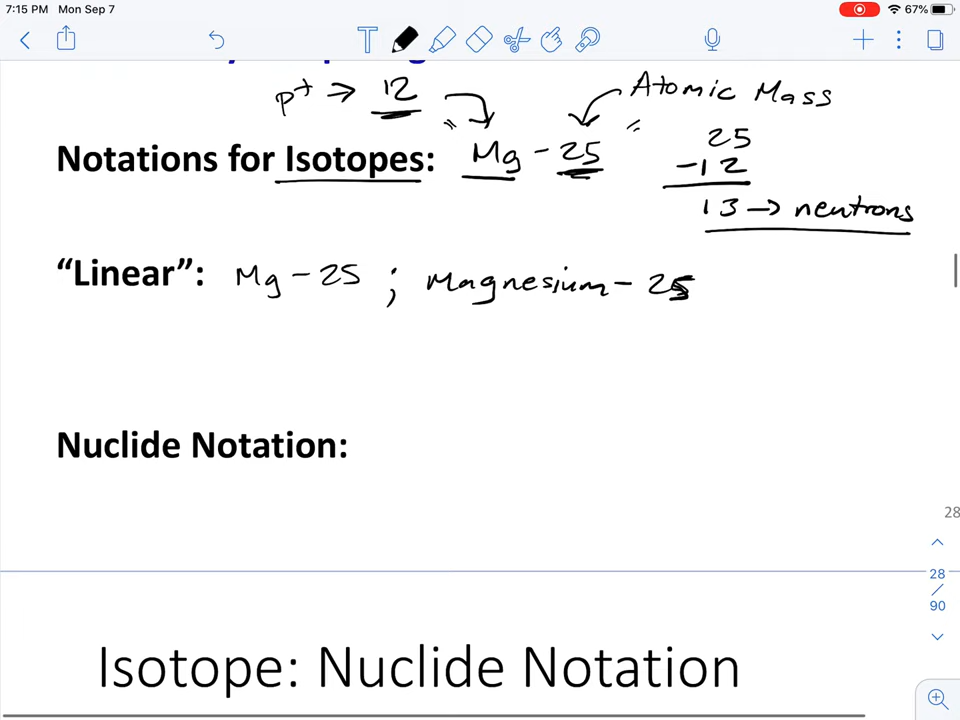 7:15 PM Mon Sep 7
67%
T
p+ ⇒ 12
Atomic Mass
Notations for Isotopes: "Mg - 25"
25
-12
13 → neutrons
"Linear": Mg - 25 ; Magnesium - 25
Nuclide Notation:
28
28
/
90
Isotope: Nuclide Notation